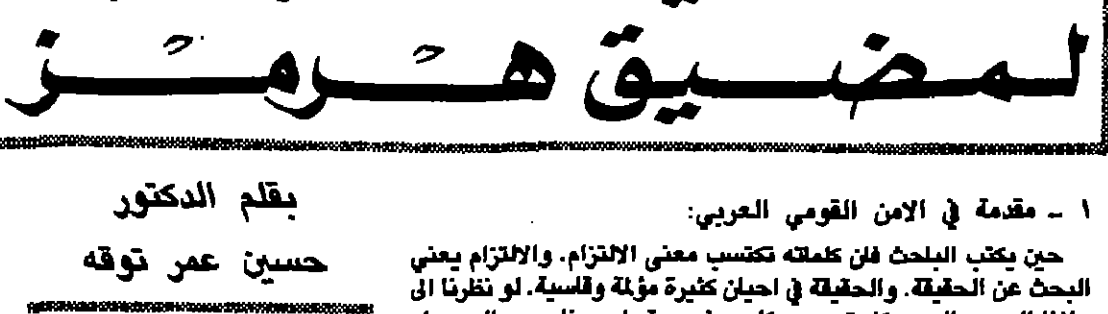 لمضيق هرمز
بقلم الدكتور
حسين عمر توقه
١ - مقدمة في الامن القومي العربي:
حين يكتب الباحث فان كلماته تكتسب معنى الالتزام. والالتزام يعني
البحث عن الحقيقة. والحقيقة في احيان كثيرة مؤلمة وقاسية. لو نظرنا الى